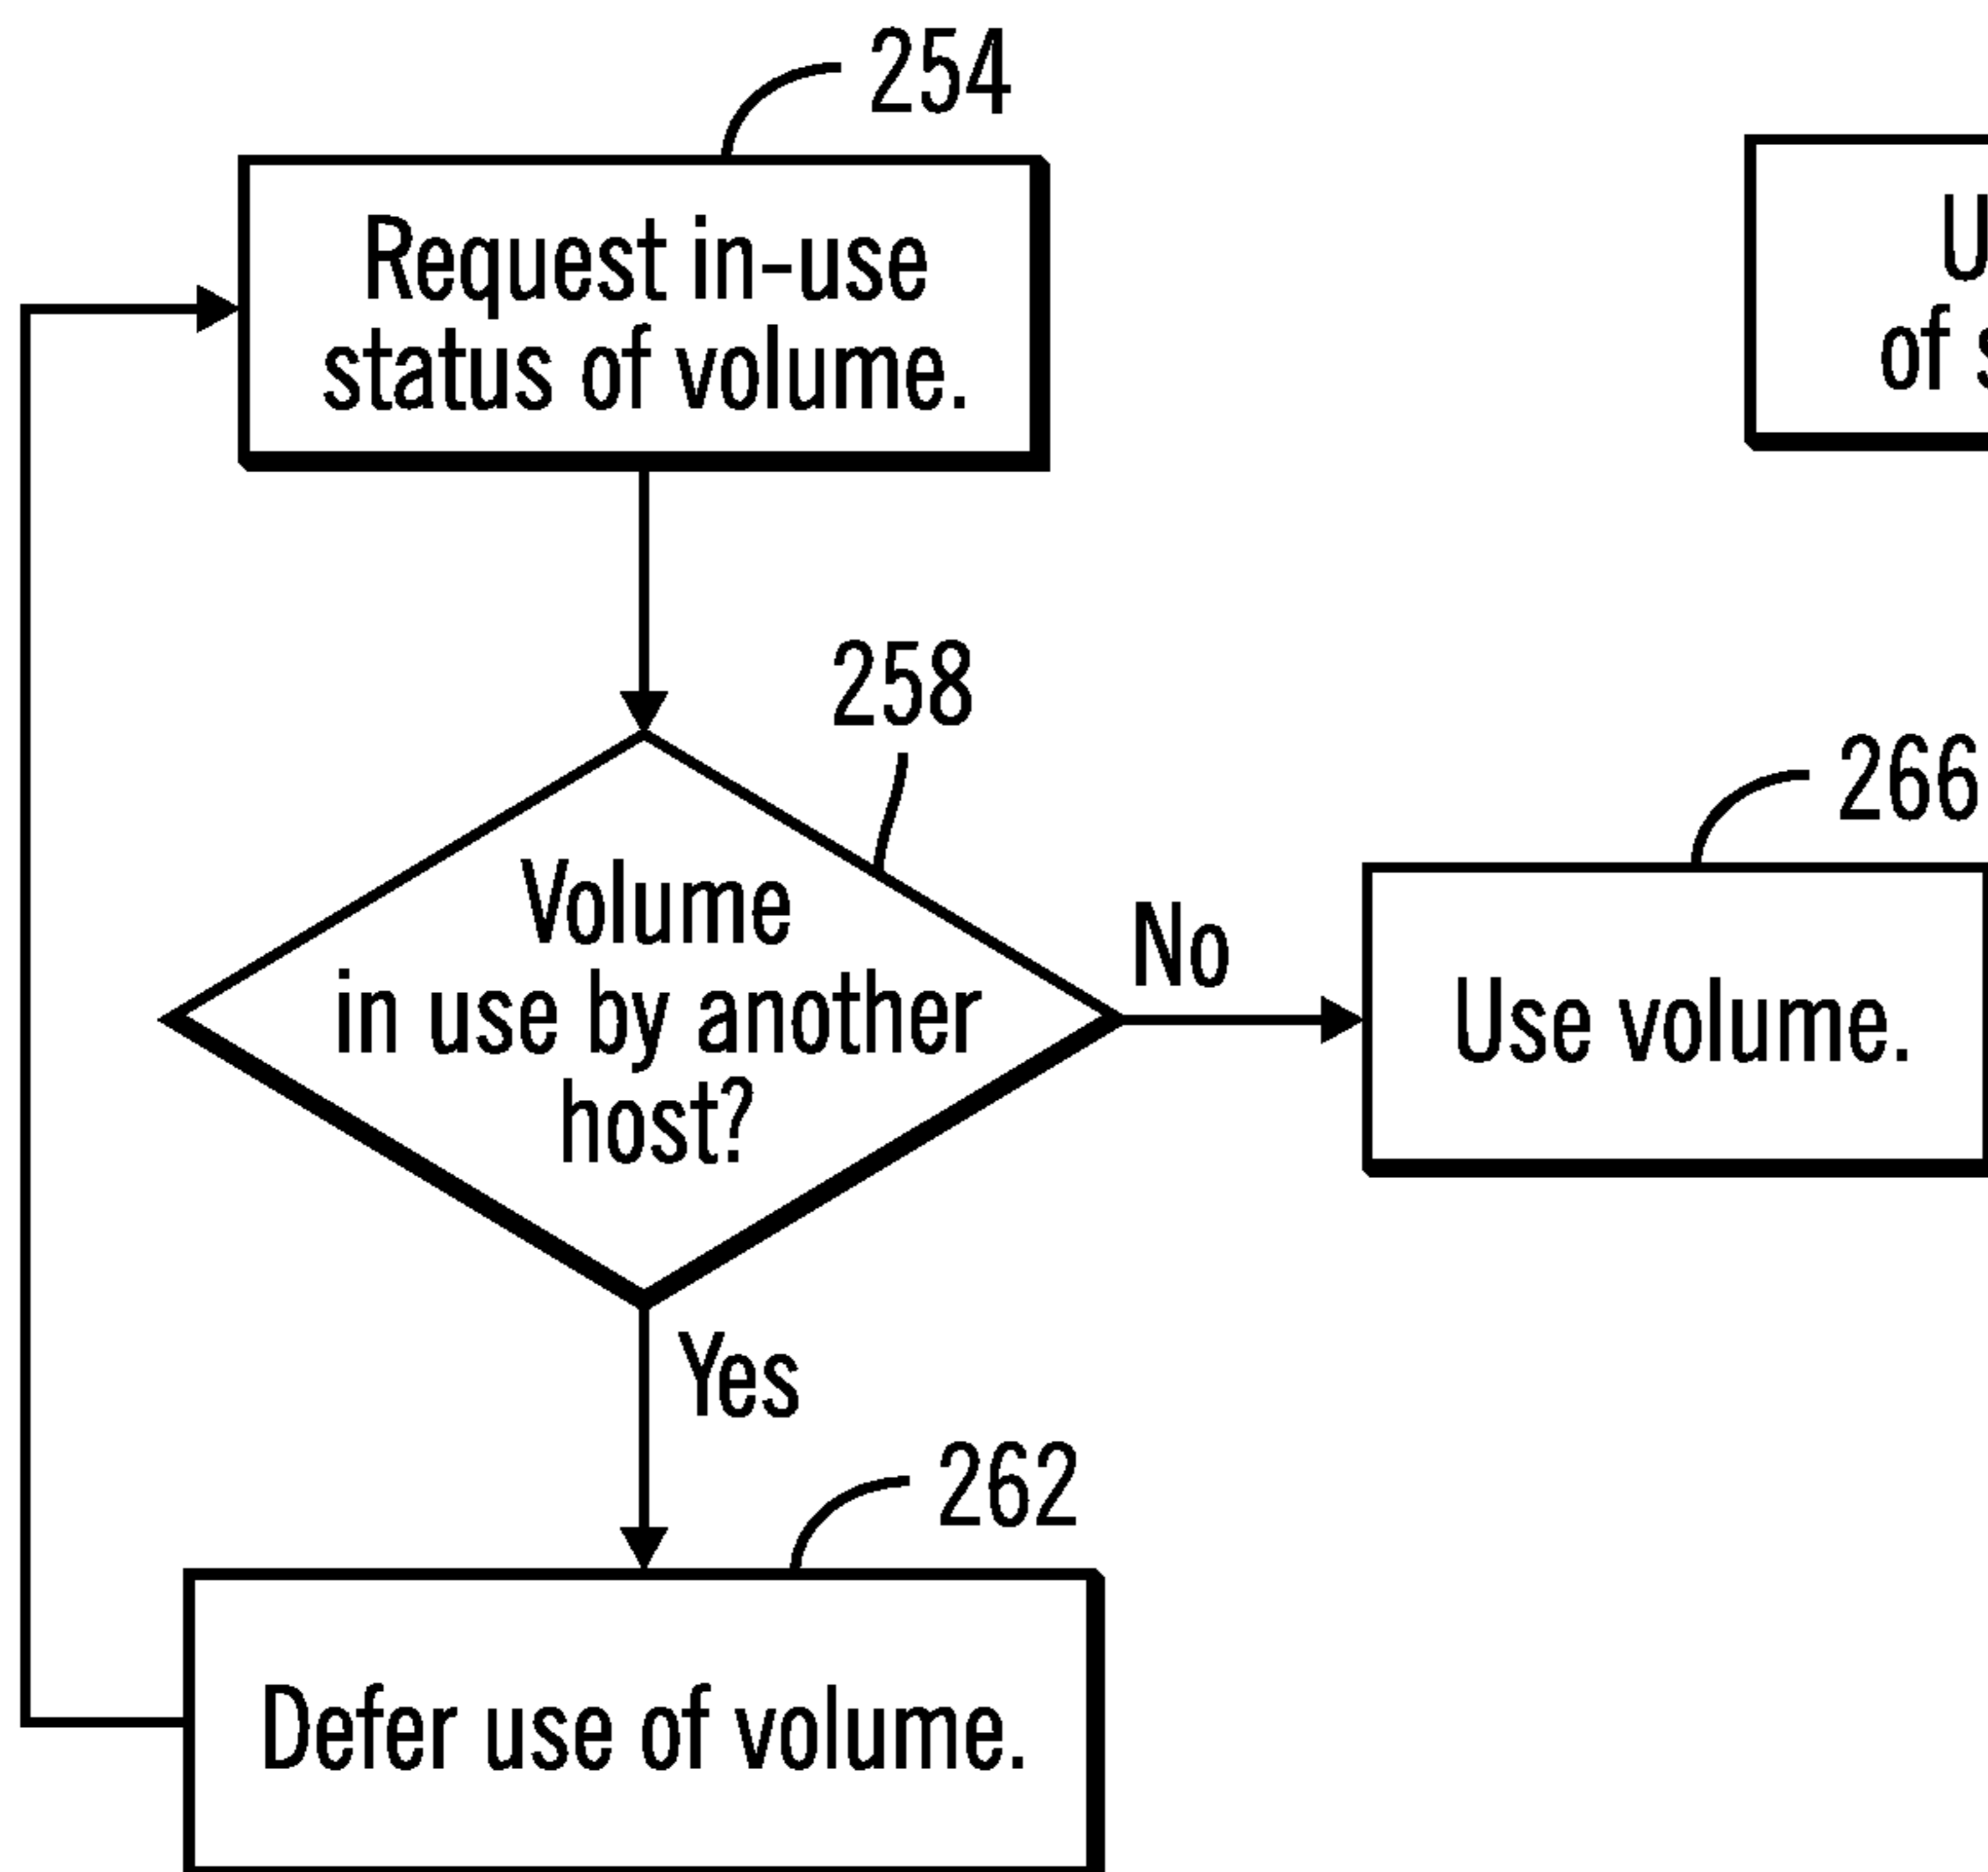 254
Request in-use
status of volume.
of
258
Volume
in use by another
host?
No
266
Use volume.
Yes
262
Defer use of volume.